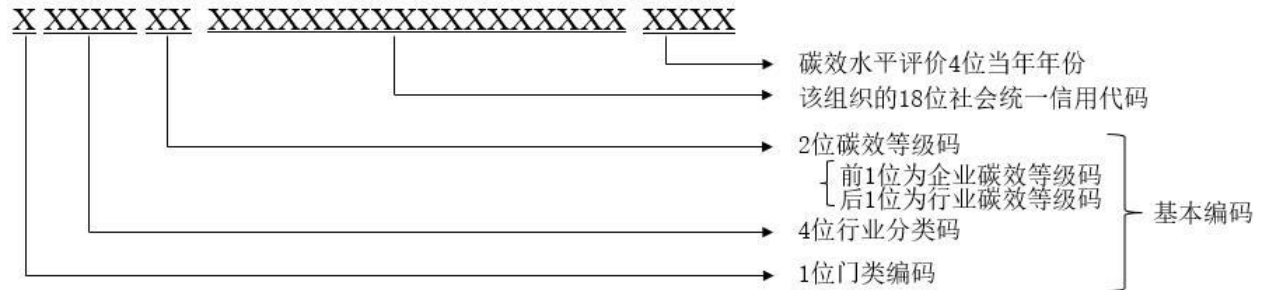 X XXXX XX XXXXXXXXXXXXXXXXXX XXXX
碳效水平评价4位当年年份
该组织的18位社会统一信用代码
2位碳效等级码
前1位为企业碳效等级码
后1位为行业碳效等级码
基本编码
4位行业分类码
1位门类编码